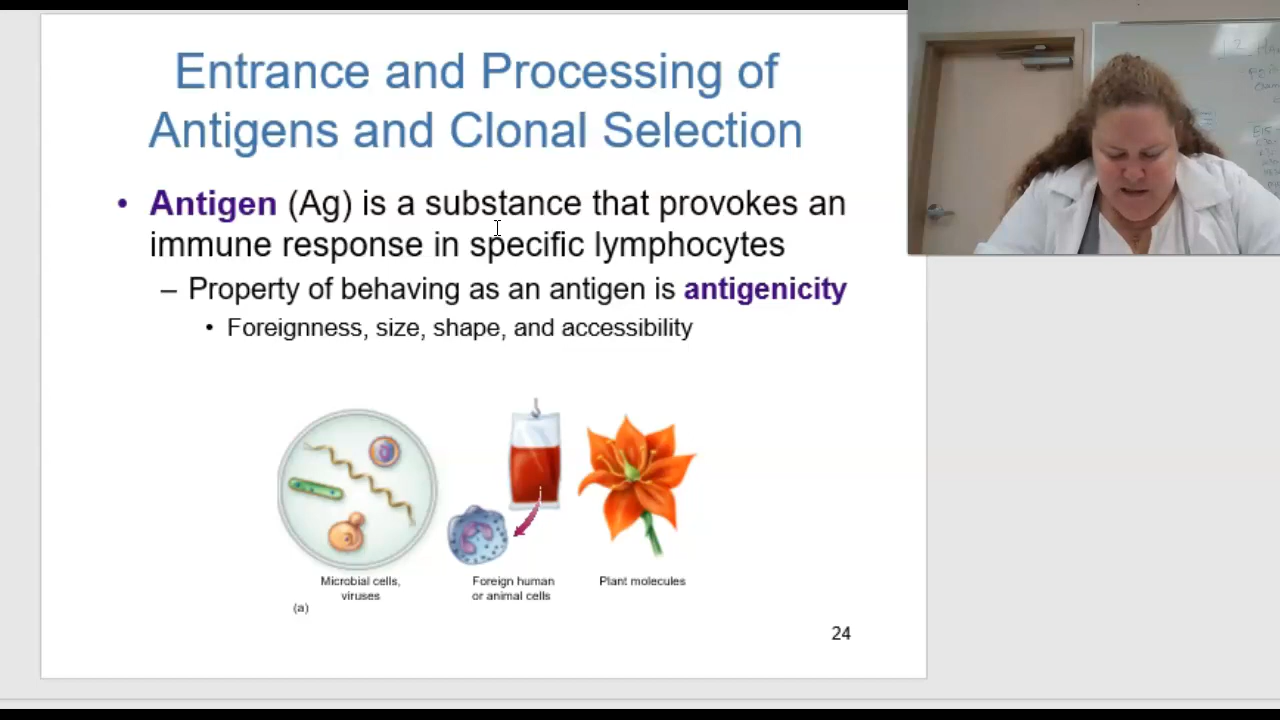 Entrance and Processing of
Antigens and Clonal Selection
• Antigen (Ag) is a substance that provokes an
immune response in specific lymphocytes
– Property of behaving as an antigen is antigenicity
• Foreignness, size, shape, and accessibility
Microbial cells,
viruses
Foreign human
or animal cells
Plant molecules
(a)
24